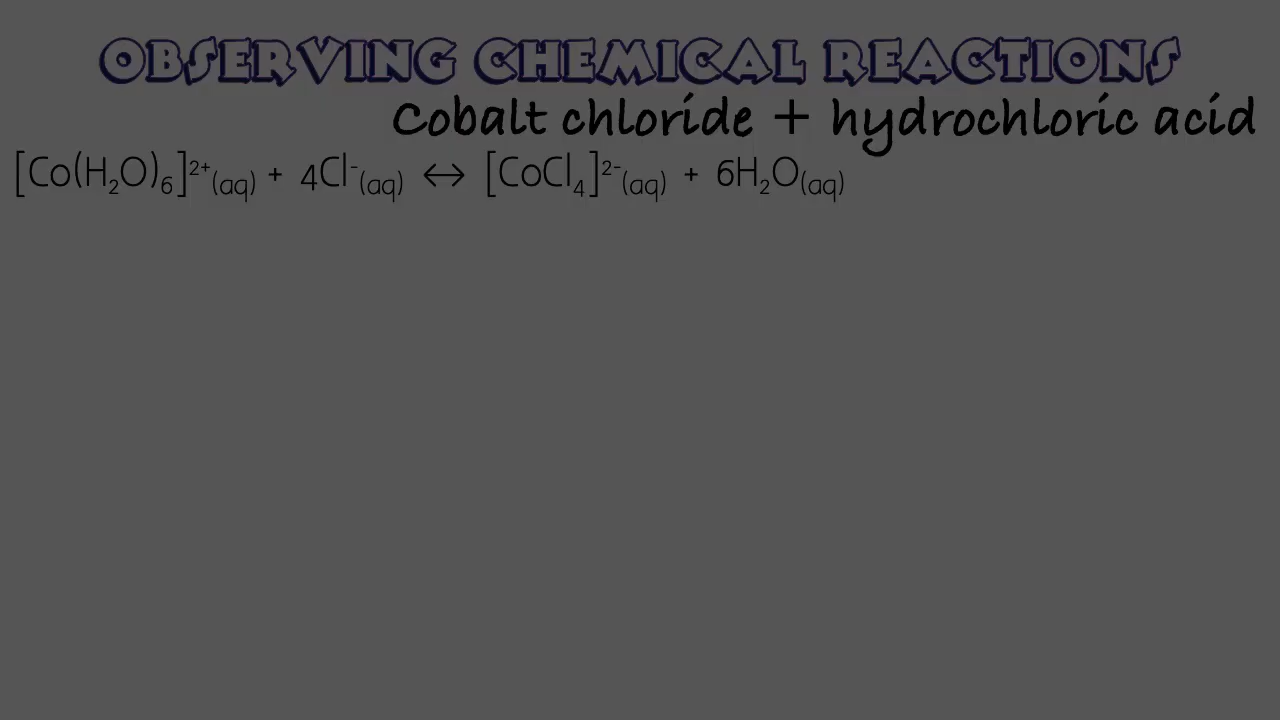 OBSERVING CHEMICAL REACTIONS
Cobalt chloride + hydrochloric acid
[Co(H₂O)₆]²⁺(aq) + 4Cl⁻(aq) ↔ [CoCl₄]²⁻(aq) + 6H₂O(aq)